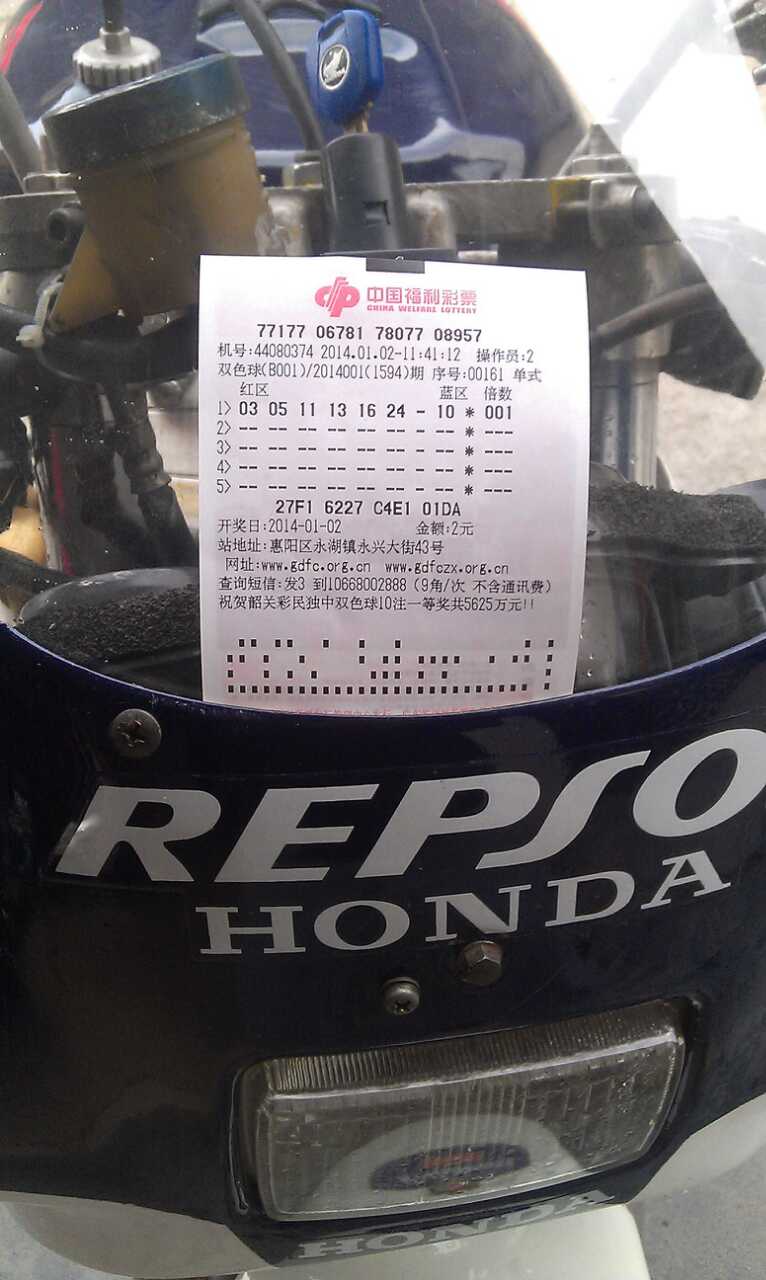 中国福利彩票
CHINA WELFARE LOTTERY
77177 06781 78077 08957
机号:44080374 2014.01.02-11:41:12 操作员:2
双色球(B001)/2014001(1594)期 序号:00161 单式
红区 蓝区 倍数
1> 03 05 11 13 16 24 - 10 * 001
2> -- -- -- -- -- -- - -- * ---
3> -- -- -- -- -- -- - -- * ---
4> -- -- -- -- -- -- - -- * ---
5> -- -- -- -- -- -- - -- * ---
27F1 6227 C4E1 01DA
开奖日:2014-01-02 金额:2元
站地址:惠阳区永湖镇永兴大街43号
网址:www.gdfc.org.cn www.gdfczx.org.cn
查询短信:发3 到10668002888 (9角/次 不含通讯费)
祝贺韶关彩民独中双色球10注一等奖共5625万元!!
REPSO
HONDA
HONDA